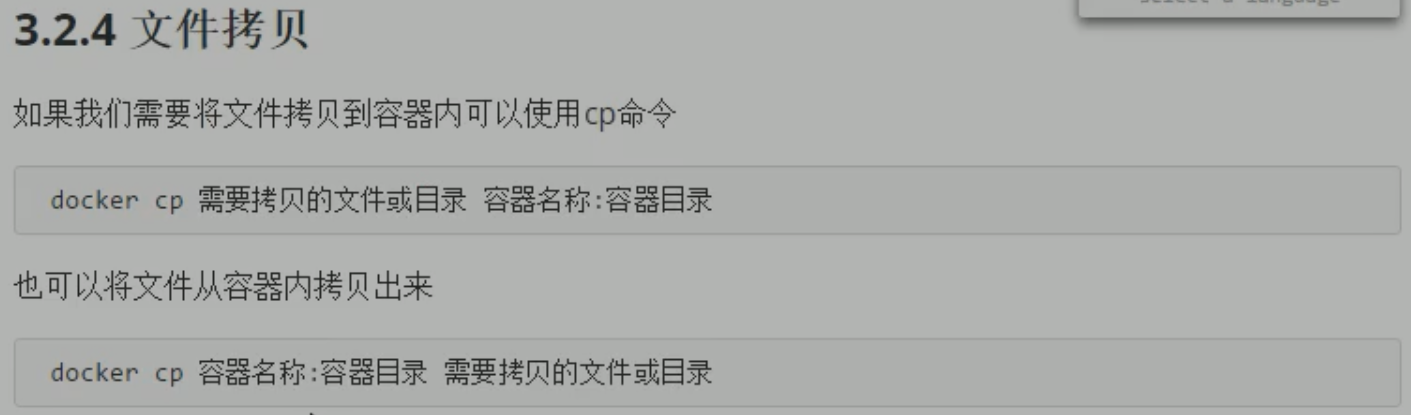 select a language
3.2.4 文件拷贝
如果我们需要将文件拷贝到容器内可以使用cp命令
docker cp 需要拷贝的文件或目录 容器名称:容器目录
也可以将文件从容器内拷贝出来
docker cp 容器名称:容器目录 需要拷贝的文件或目录